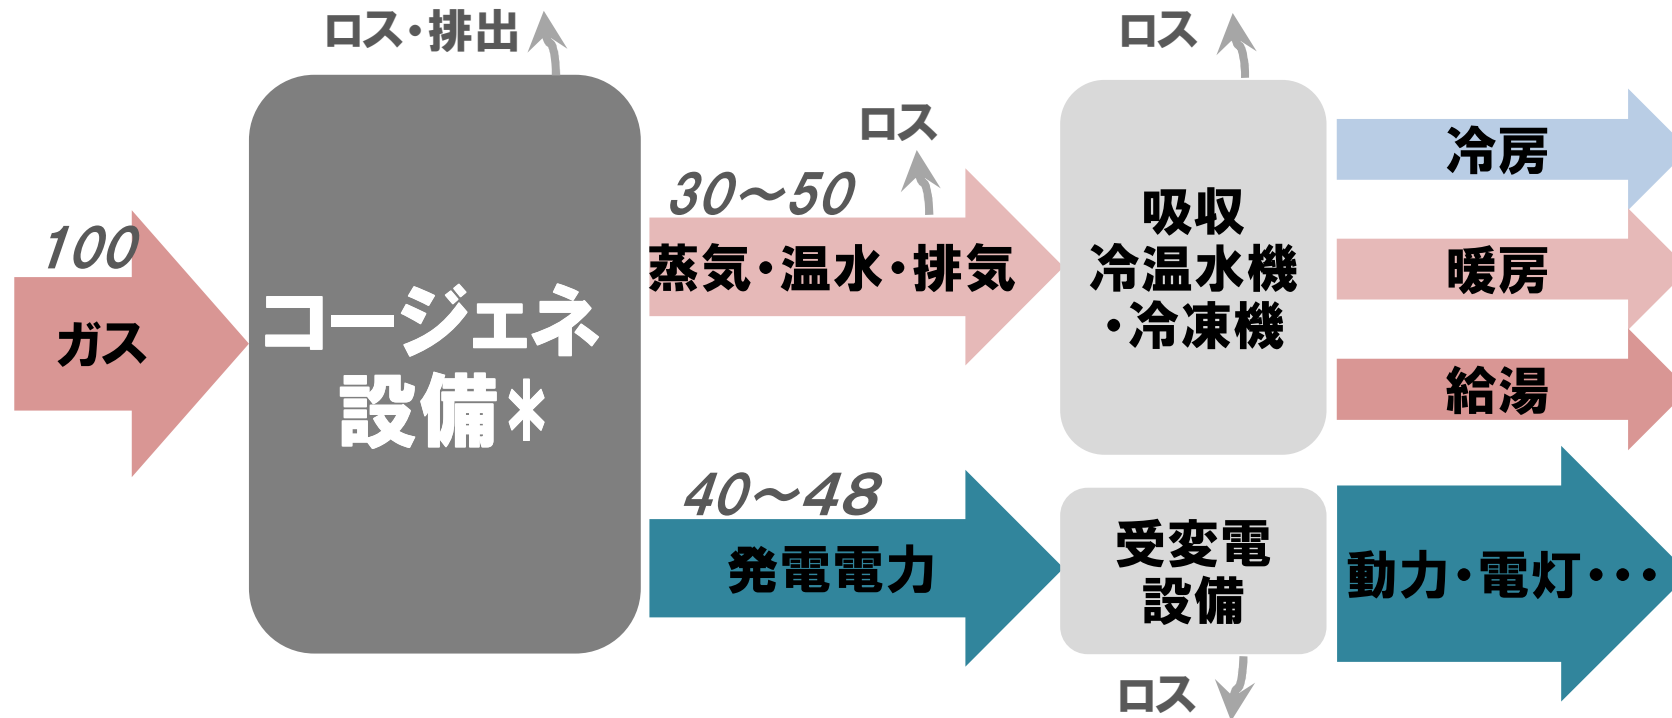 ロス・排出
ロス
ロス
30～50
100
ガス
コージェネ
設備＊
蒸気・温水・排気
吸収
冷温水機
・冷凍機
冷房
暖房
給湯
40～48
発電電力
受変電
設備
動力・電灯・・・
ロス